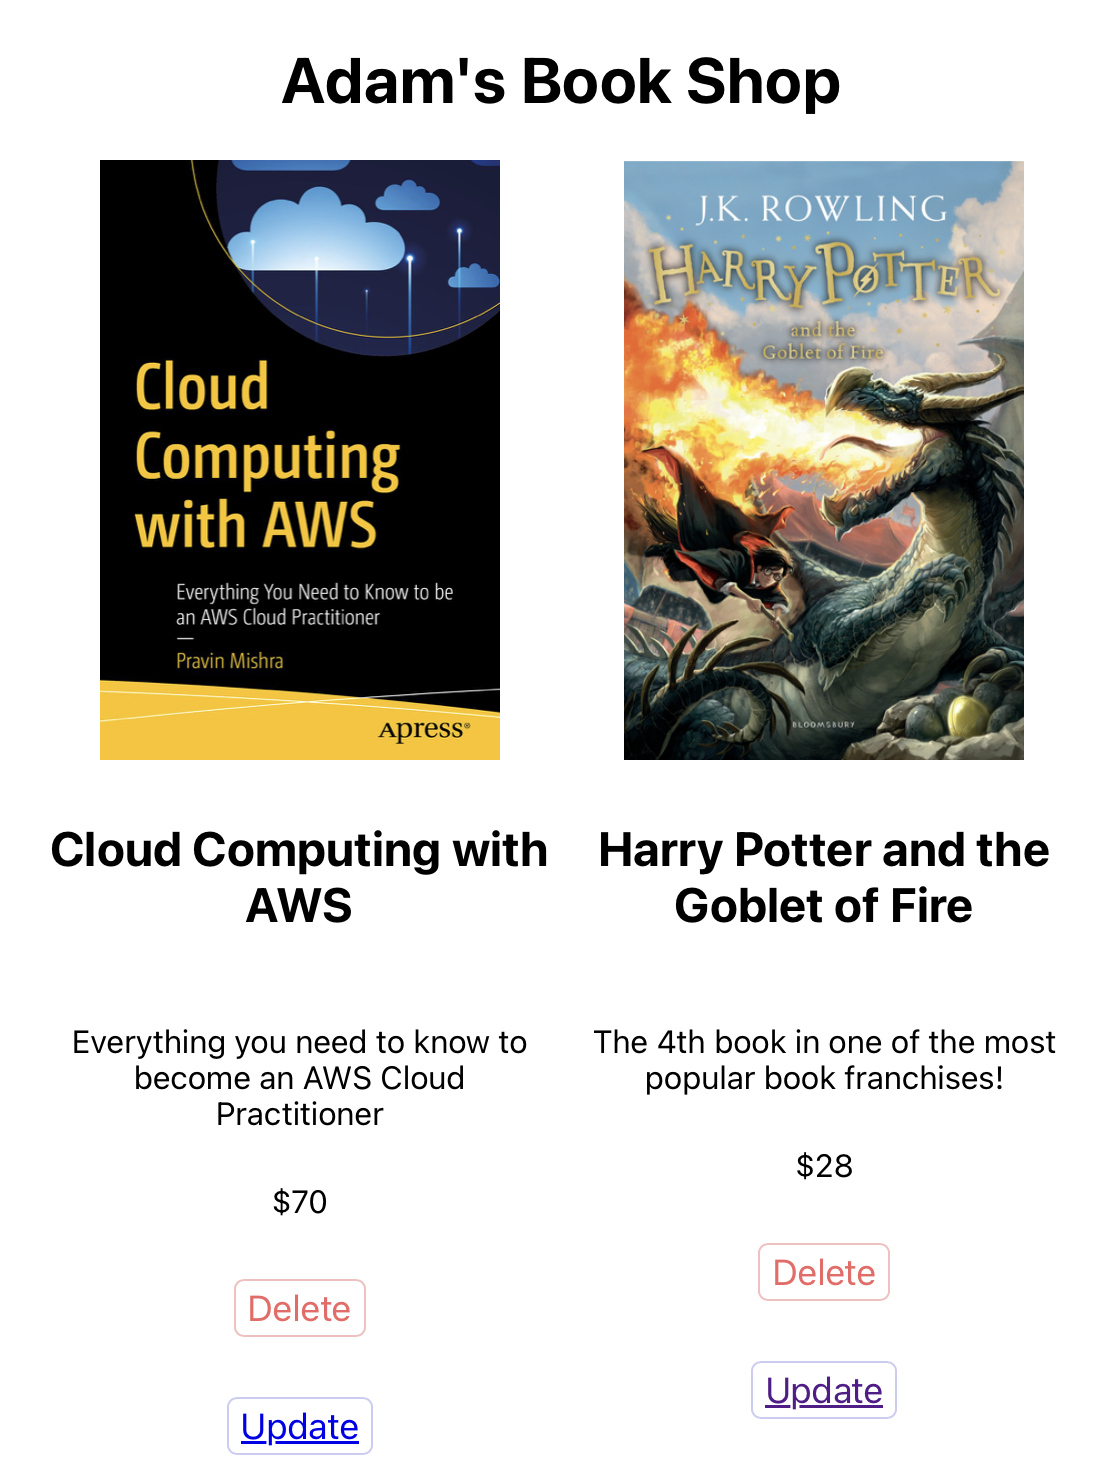 Adam's Book Shop
Cloud
Computing
with AWS
Everything You Need to Know to be
an AWS Cloud Practitioner
—
Pravin Mishra
Apress®
J.K. ROWLING
HARRY POTTER
and the
Goblet of Fire
BLOOMSBURY
Cloud Computing with
AWS
Everything you need to know to
become an AWS Cloud
Practitioner
$70
Delete
Update
Harry Potter and the
Goblet of Fire
The 4th book in one of the most
popular book franchises!
$28
Delete
Update